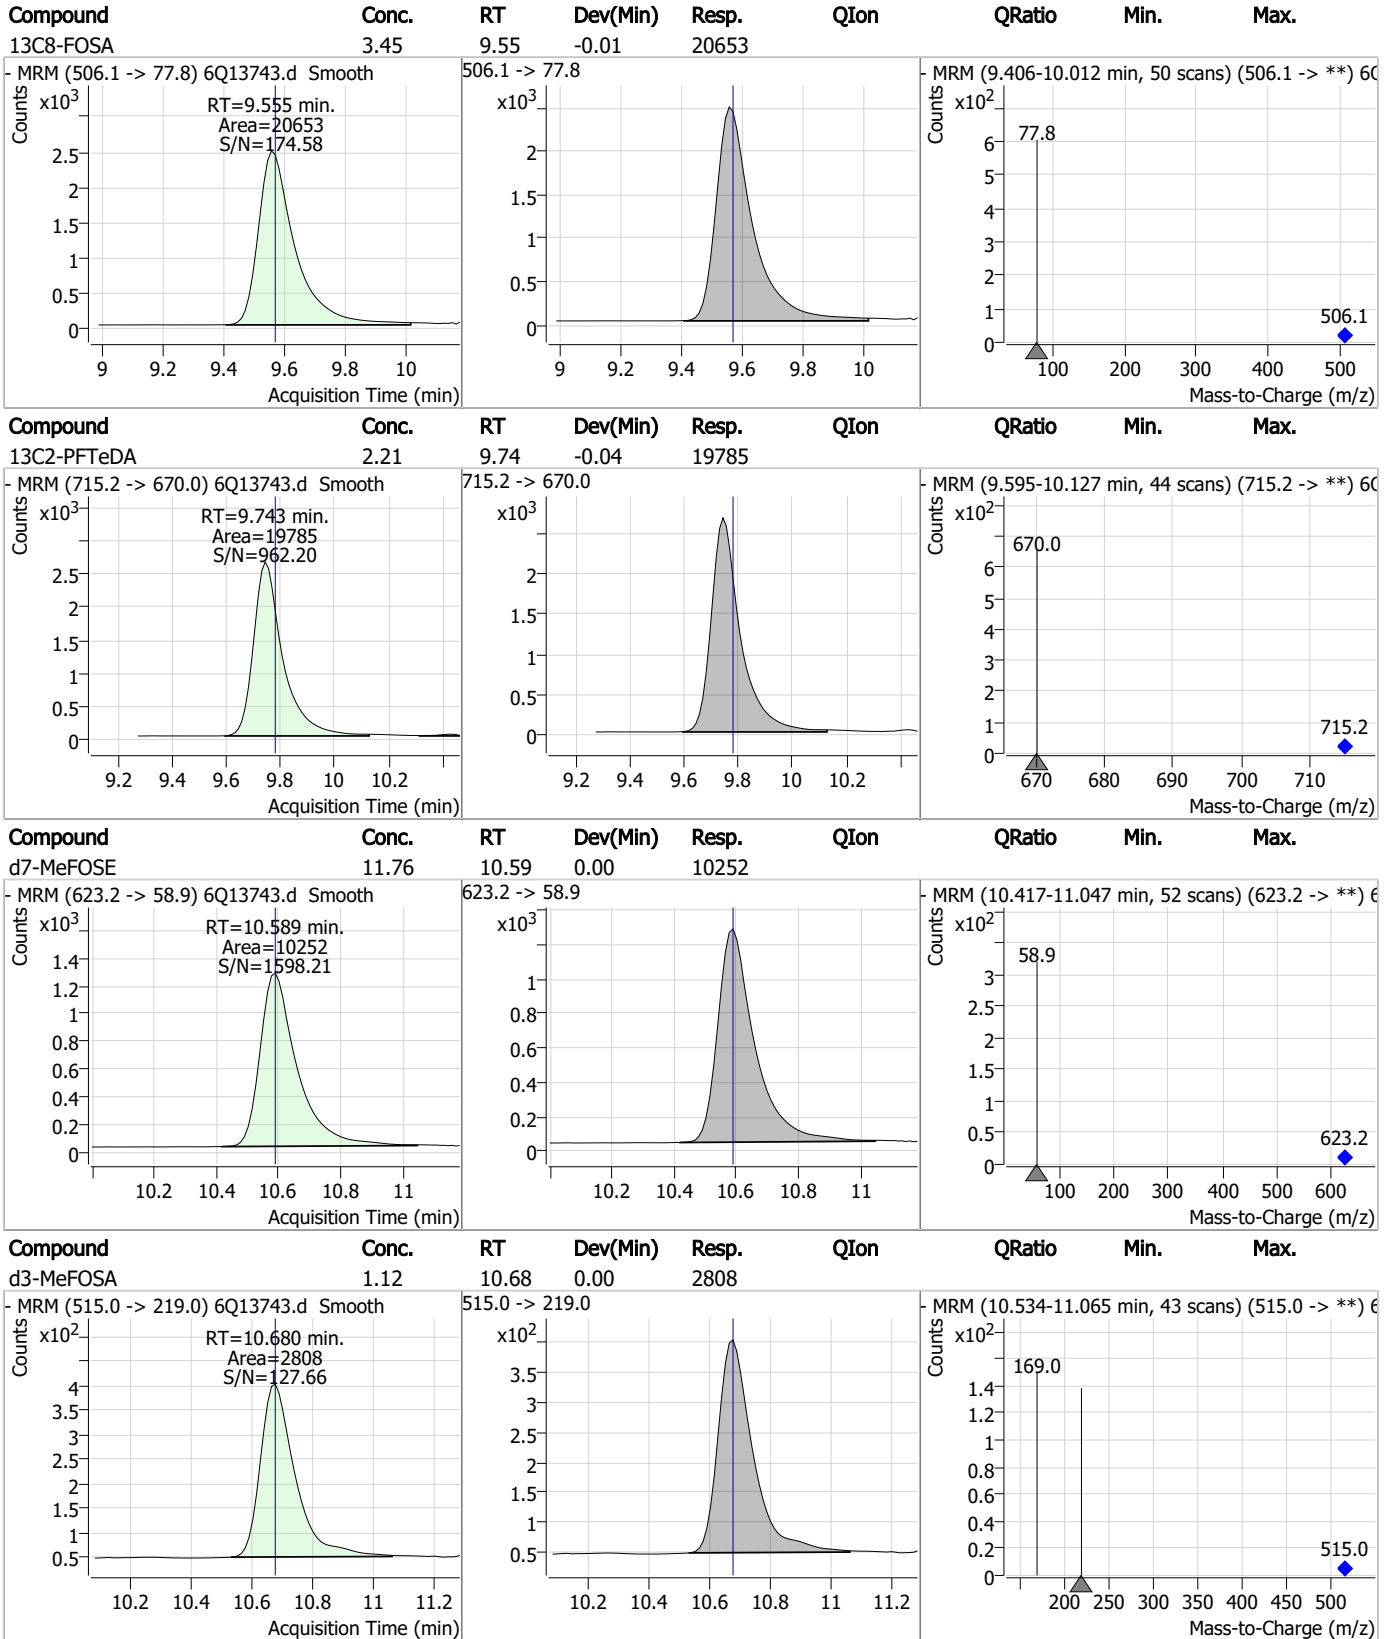 Compound Conc. RT Dev(Min) Resp. QIon QRatio Min. Max.
13C8-FOSA 3.45 9.55 -0.01 20653
- MRM (506.1 -> 77.8) 6Q13743.d Smooth
Counts
x10^3
RT=9.555 min.
Area=20653
S/N=174.58
2.5
2
1.5
1
0.5
0
9 9.2 9.4 9.6 9.8 10
Acquisition Time (min)
506.1 -> 77.8
x10^3
2
1.5
1
0.5
0
9 9.2 9.4 9.6 9.8 10
- MRM (9.406-10.012 min, 50 scans) (506.1 -> **) 6Q
Counts
x10^2
77.8
506.1
6
5
4
3
2
1
0
100 200 300 400 500
Mass-to-Charge (m/z)
Compound Conc. RT Dev(Min) Resp. QIon QRatio Min. Max.
13C2-PFTeDA 2.21 9.74 -0.04 19785
- MRM (715.2 -> 670.0) 6Q13743.d Smooth
Counts
x10^3
RT=9.743 min.
Area=19785
S/N=962.20
2.5
2
1.5
1
0.5
0
9.2 9.4 9.6 9.8 10 10.2
Acquisition Time (min)
715.2 -> 670.0
x10^3
2
1.5
1
0.5
0
9.2 9.4 9.6 9.8 10 10.2
- MRM (9.595-10.127 min, 44 scans) (715.2 -> **) 6Q
Counts
x10^2
670.0
715.2
6
5
4
3
2
1
0
670 680 690 700 710
Mass-to-Charge (m/z)
Compound Conc. RT Dev(Min) Resp. QIon QRatio Min. Max.
d7-MeFOSE 11.76 10.59 0.00 10252
- MRM (623.2 -> 58.9) 6Q13743.d Smooth
Counts
x10^3
RT=10.589 min.
Area=10252
S/N=1598.21
1.4
1.2
1
0.8
0.6
0.4
0.2
0
10.2 10.4 10.6 10.8 11
Acquisition Time (min)
623.2 -> 58.9
x10^3
1
0.8
0.6
0.4
0.2
0
10.2 10.4 10.6 10.8 11
- MRM (10.417-11.047 min, 52 scans) (623.2 -> **) 6
Counts
x10^2
58.9
623.2
3
2.5
2
1.5
1
0.5
0
100 200 300 400 500 600
Mass-to-Charge (m/z)
Compound Conc. RT Dev(Min) Resp. QIon QRatio Min. Max.
d3-MeFOSA 1.12 10.68 0.00 2808
- MRM (515.0 -> 219.0) 6Q13743.d Smooth
Counts
x10^2
RT=10.680 min.
Area=2808
S/N=127.66
4
3.5
3
2.5
2
1.5
1
0.5
10.2 10.4 10.6 10.8 11 11.2
Acquisition Time (min)
515.0 -> 219.0
x10^2
3.5
3
2.5
2
1.5
1
0.5
10.2 10.4 10.6 10.8 11 11.2
- MRM (10.534-11.065 min, 43 scans) (515.0 -> **) 6
Counts
x10^2
169.0
515.0
1.4
1.2
1
0.8
0.6
0.4
0.2
0
200 250 300 350 400 450 500
Mass-to-Charge (m/z)